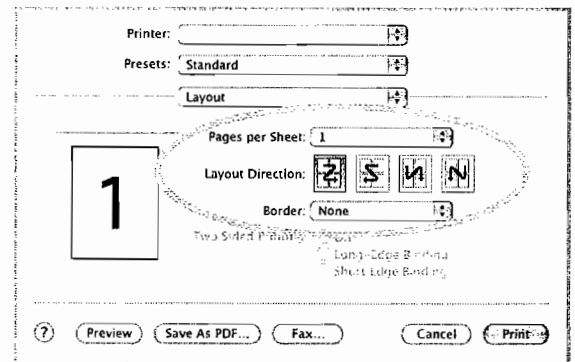 Printer:
Presets: Standard
Layout
Pages per Sheet: 1
Layout Direction:
1
Border: None
Long-Edge Binding
Short Edge Binding
? Preview Save As PDF... Fax... Cancel Print